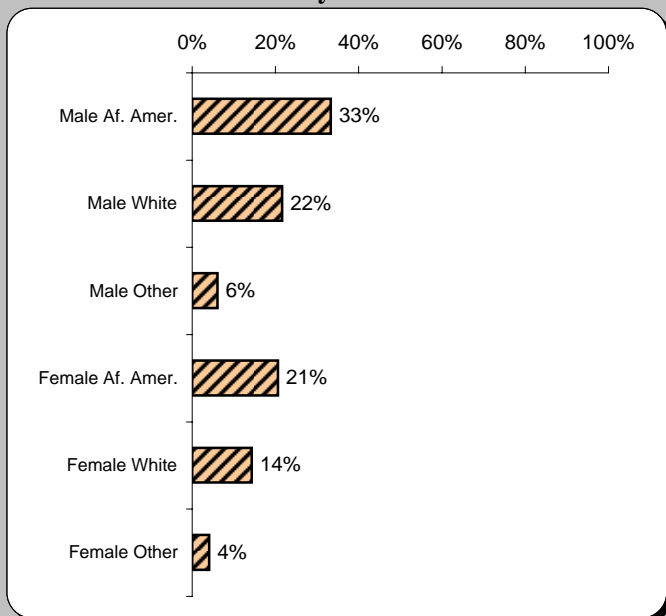 0% 20% 40% 60% 80% 100%
Male Af. Amer. 33%
Male White 22%
Male Other 6%
Female Af. Amer. 21%
Female White 14%
Female Other 4%